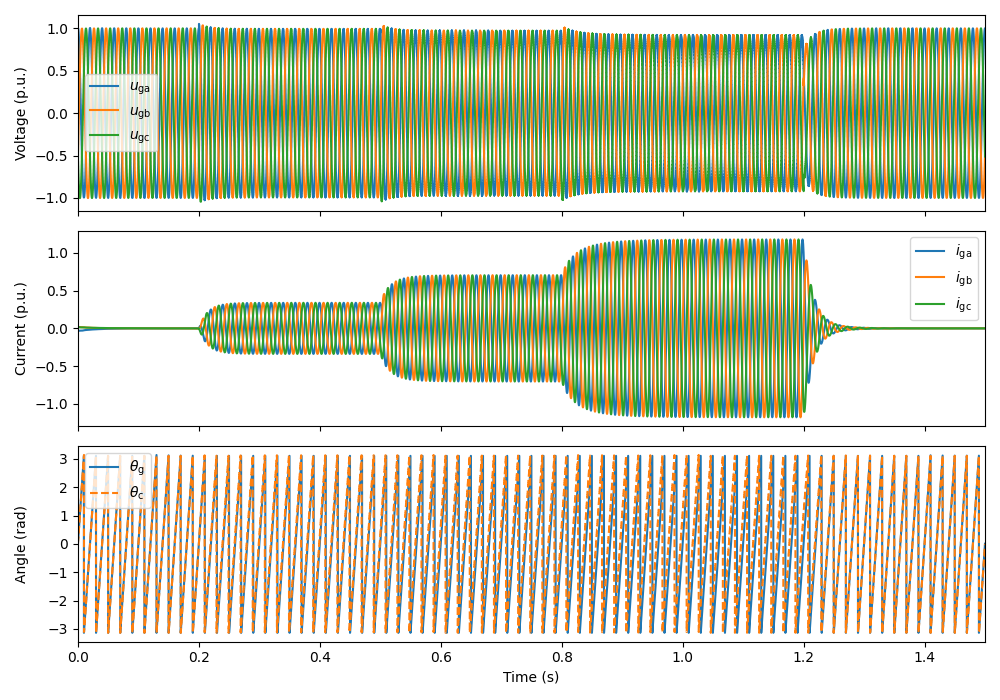 1.0
0.5
0.0
−0.5
−1.0
Voltage (p.u.)
u_ga
u_gb
u_gc
1.0
0.5
0.0
−0.5
−1.0
Current (p.u.)
i_ga
i_gb
i_gc
3
2
1
0
−1
−2
−3
Angle (rad)
θ_g
θ_c
0.0 0.2 0.4 0.6 0.8 1.0 1.2 1.4
Time (s)